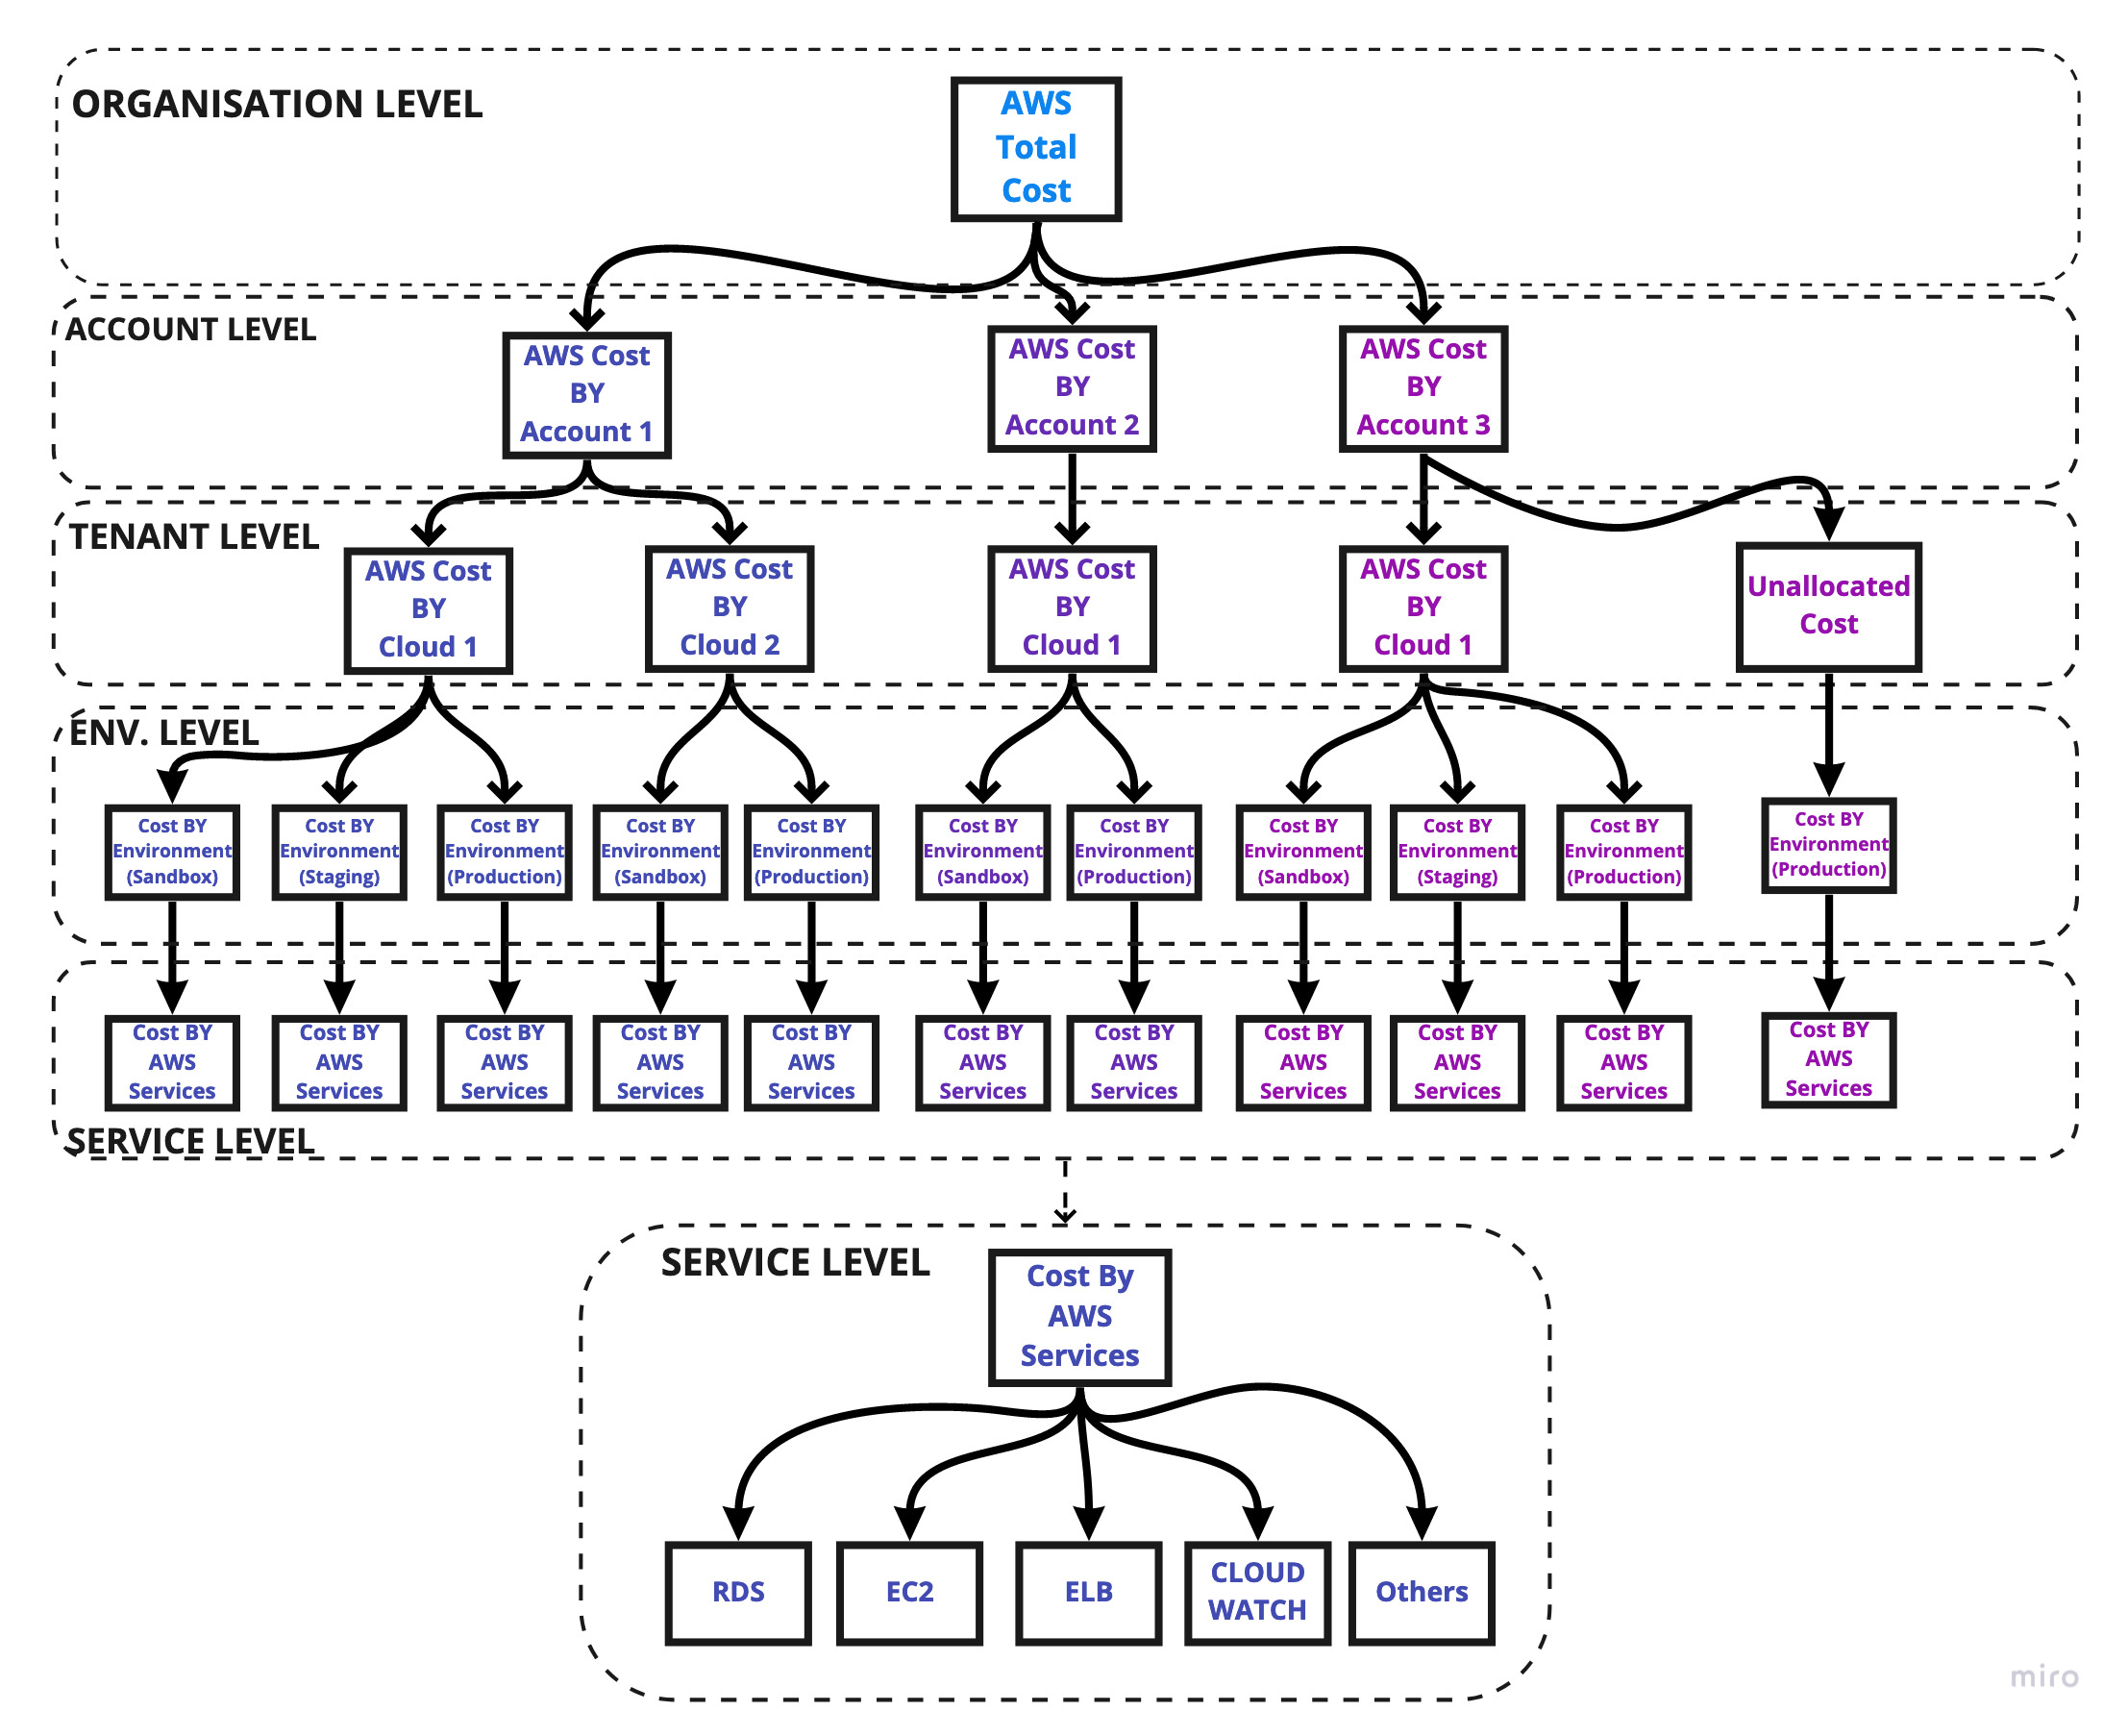 ORGANISATION LEVEL
AWS
Total
Cost
ACCOUNT LEVEL
AWS Cost
BY
Account 1
AWS Cost
BY
Account 2
AWS Cost
BY
Account 3
TENANT LEVEL
AWS Cost
BY
Cloud 1
AWS Cost
BY
Cloud 2
AWS Cost
BY
Cloud 1
AWS Cost
BY
Cloud 1
Unallocated
Cost
ENV. LEVEL
Cost BY
Environment
(Sandbox)
Cost BY
Environment
(Staging)
Cost BY
Environment
(Production)
Cost BY
Environment
(Sandbox)
Cost BY
Environment
(Production)
Cost BY
Environment
(Sandbox)
Cost BY
Environment
(Production)
Cost BY
Environment
(Sandbox)
Cost BY
Environment
(Staging)
Cost BY
Environment
(Production)
Cost BY
Environment
(Production)
Cost BY
AWS
Services
Cost BY
AWS
Services
Cost BY
AWS
Services
Cost BY
AWS
Services
Cost BY
AWS
Services
Cost BY
AWS
Services
Cost BY
AWS
Services
Cost BY
AWS
Services
Cost BY
AWS
Services
Cost BY
AWS
Services
Cost BY
AWS
Services
SERVICE LEVEL
SERVICE LEVEL
Cost By
AWS
Services
RDS
EC2
ELB
CLOUD
WATCH
Others
miro